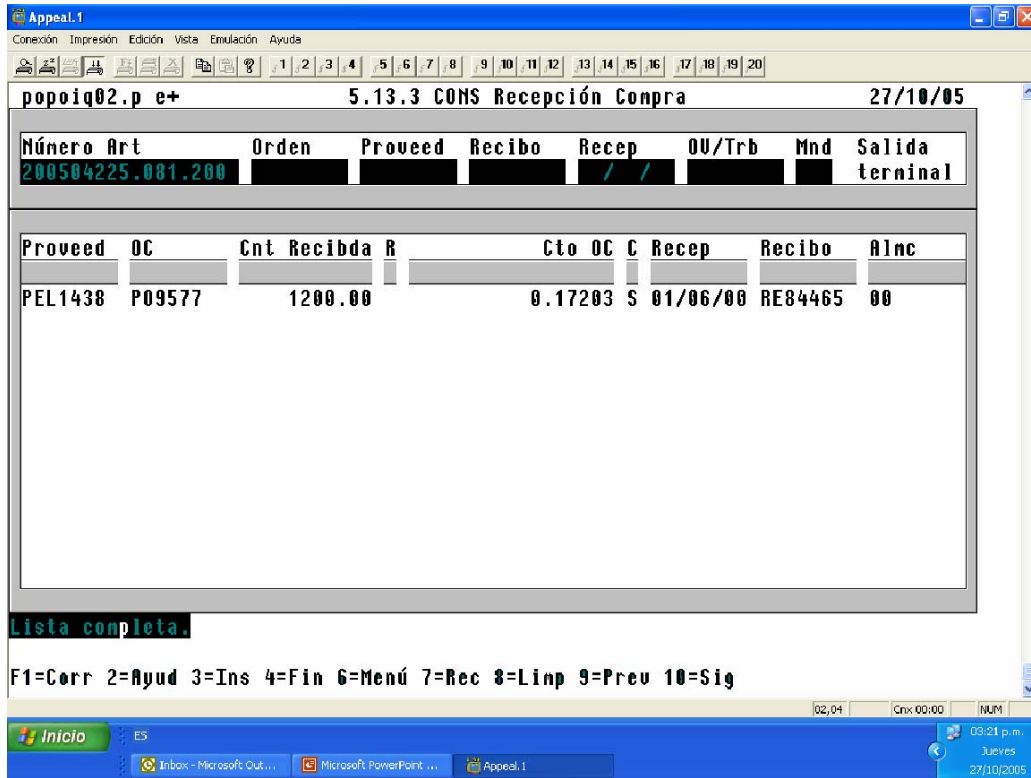 Appeal.1
Conexión Impresión Edición Vista Emulación Ayuda
1 2 3 4 5 6 7 8 9 10 11 12 13 14 15 16 17 18 19 20
popoiq02.p e+ 5.13.3 CONS Recepción Compra 27/10/05
Número Art Orden Proveed Recibo Recep OV/Trb Mnd Salida
200504225.081.200 / / terminal
Proveed OC Cnt Recibda R Cto OC C Recep Recibo Almc
PEL1438 PO9577 1200.00 0.17203 S 01/06/00 RE84465 00
Lista completa.
F1=Corr 2=Ayud 3=Ins 4=Fin 6=Menú 7=Rec 8=Limp 9=Prev 10=Sig
02,04 Cnx 00:00 NUM
Inicio ES 03:21 p.m.
Jueves
Inbox - Microsoft Out... Microsoft PowerPoint ... Appeal.1 27/10/2005